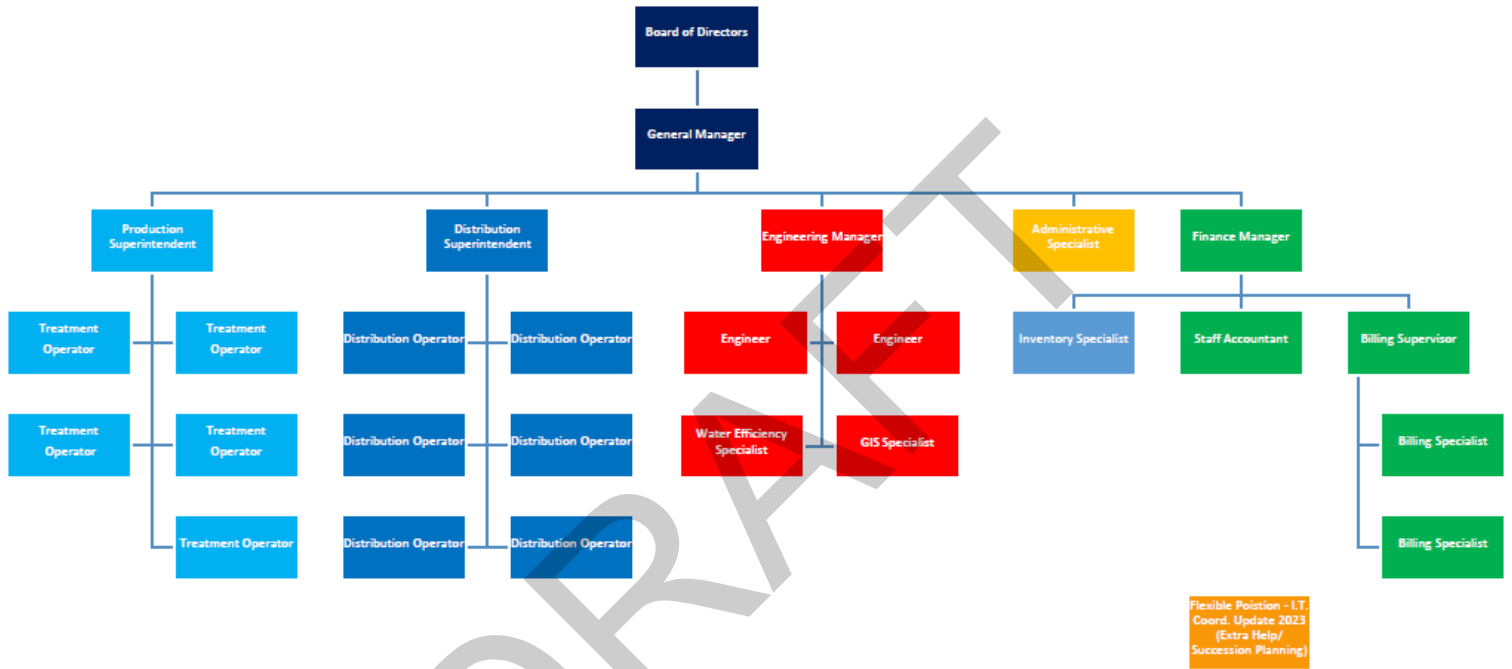 Board of Directors
General Manager
Production
Superintendent
Distribution
Superintendent
Engineering Manager
Administrative
Specialist
Finance Manager
Treatment
Operator
Treatment
Operator
Distribution Operator
Distribution Operator
Engineer
Engineer
Inventory Specialist
Staff Accountant
Billing Supervisor
Treatment
Operator
Treatment
Operator
Distribution Operator
Distribution Operator
Water Efficiency
Specialist
GIS Specialist
Billing Specialist
Treatment Operator
Distribution Operator
Distribution Operator
Billing Specialist
Flexible Poistion - I.T.
Coord. Update 2023
(Extra Help/
Succession Planning)
DRAFT